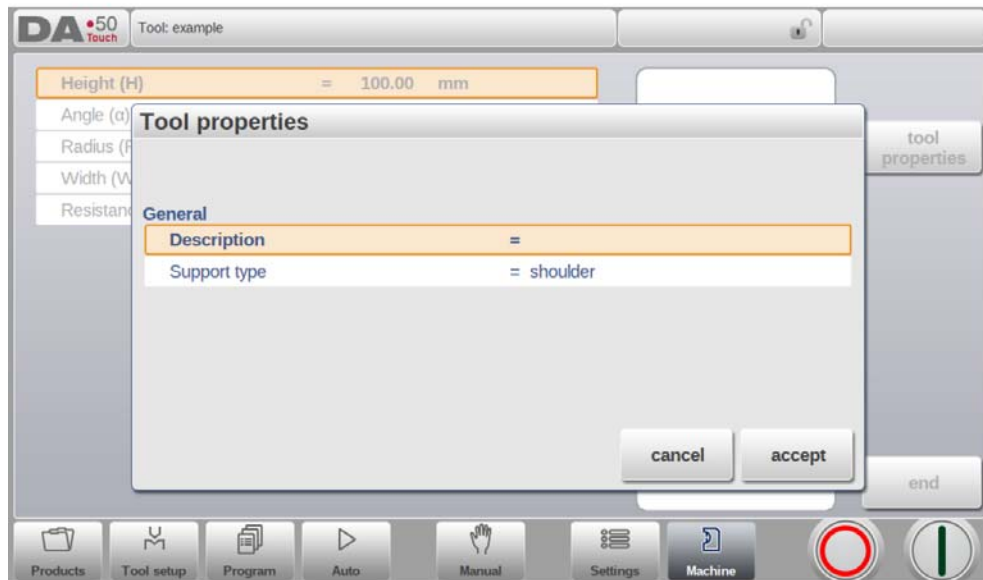 DA•50
Touch
Tool: example
Height (H) = 100.00 mm
Angle (α)
Radius
Width
Tool properties
General
Description =
Support type = shoulder
cancel
accept
tool
properties
end
Products
Tool setup
Program
Auto
Manual
Settings
Machine